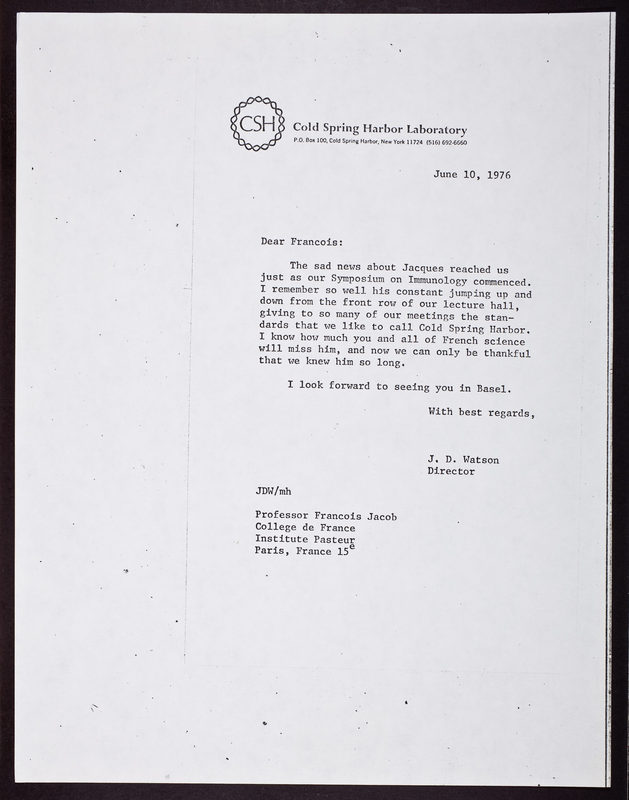 CSH
Cold Spring Harbor Laboratory
P.O. Box 100, Cold Spring Harbor, New York 11724 (516) 692-6660
June 10, 1976
Dear Francois:
The sad news about Jacques reached us
just as our Symposium on Immunology commenced.
I remember so well his constant jumping up and
down from the front row of our lecture hall,
giving to so many of our meetings the stan-
dards that we like to call Cold Spring Harbor.
I know how much you and all of French science
will miss him, and now we can only be thankful
that we knew him so long.
I look forward to seeing you in Basel.
With best regards,
J. D. Watson
Director
JDW/mh
Professor Francois Jacob
College de France
Institute Pasteur
Paris, France 15e